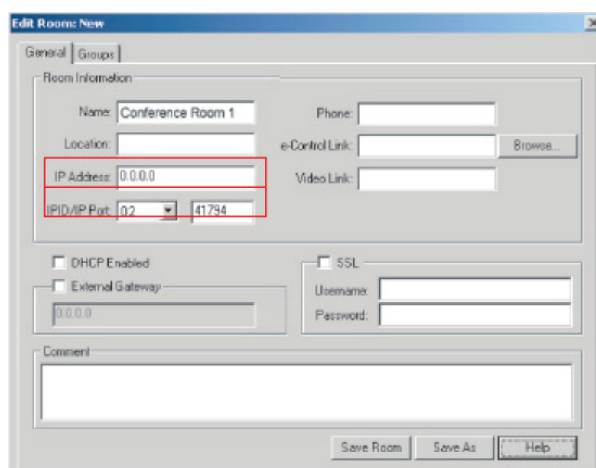 Edit Room: New
General Groups
Room Information
Name: Conference Room 1
Phone:
Location:
e-Control Link:
Browse...
IP Address: 0.0.0.0
Video Link:
IPID/IP Port: 02 41794
DHCP Enabled
SSL
External Gateway
0.0.0.0
Username:
Password:
Comment
Save Room Save As Help